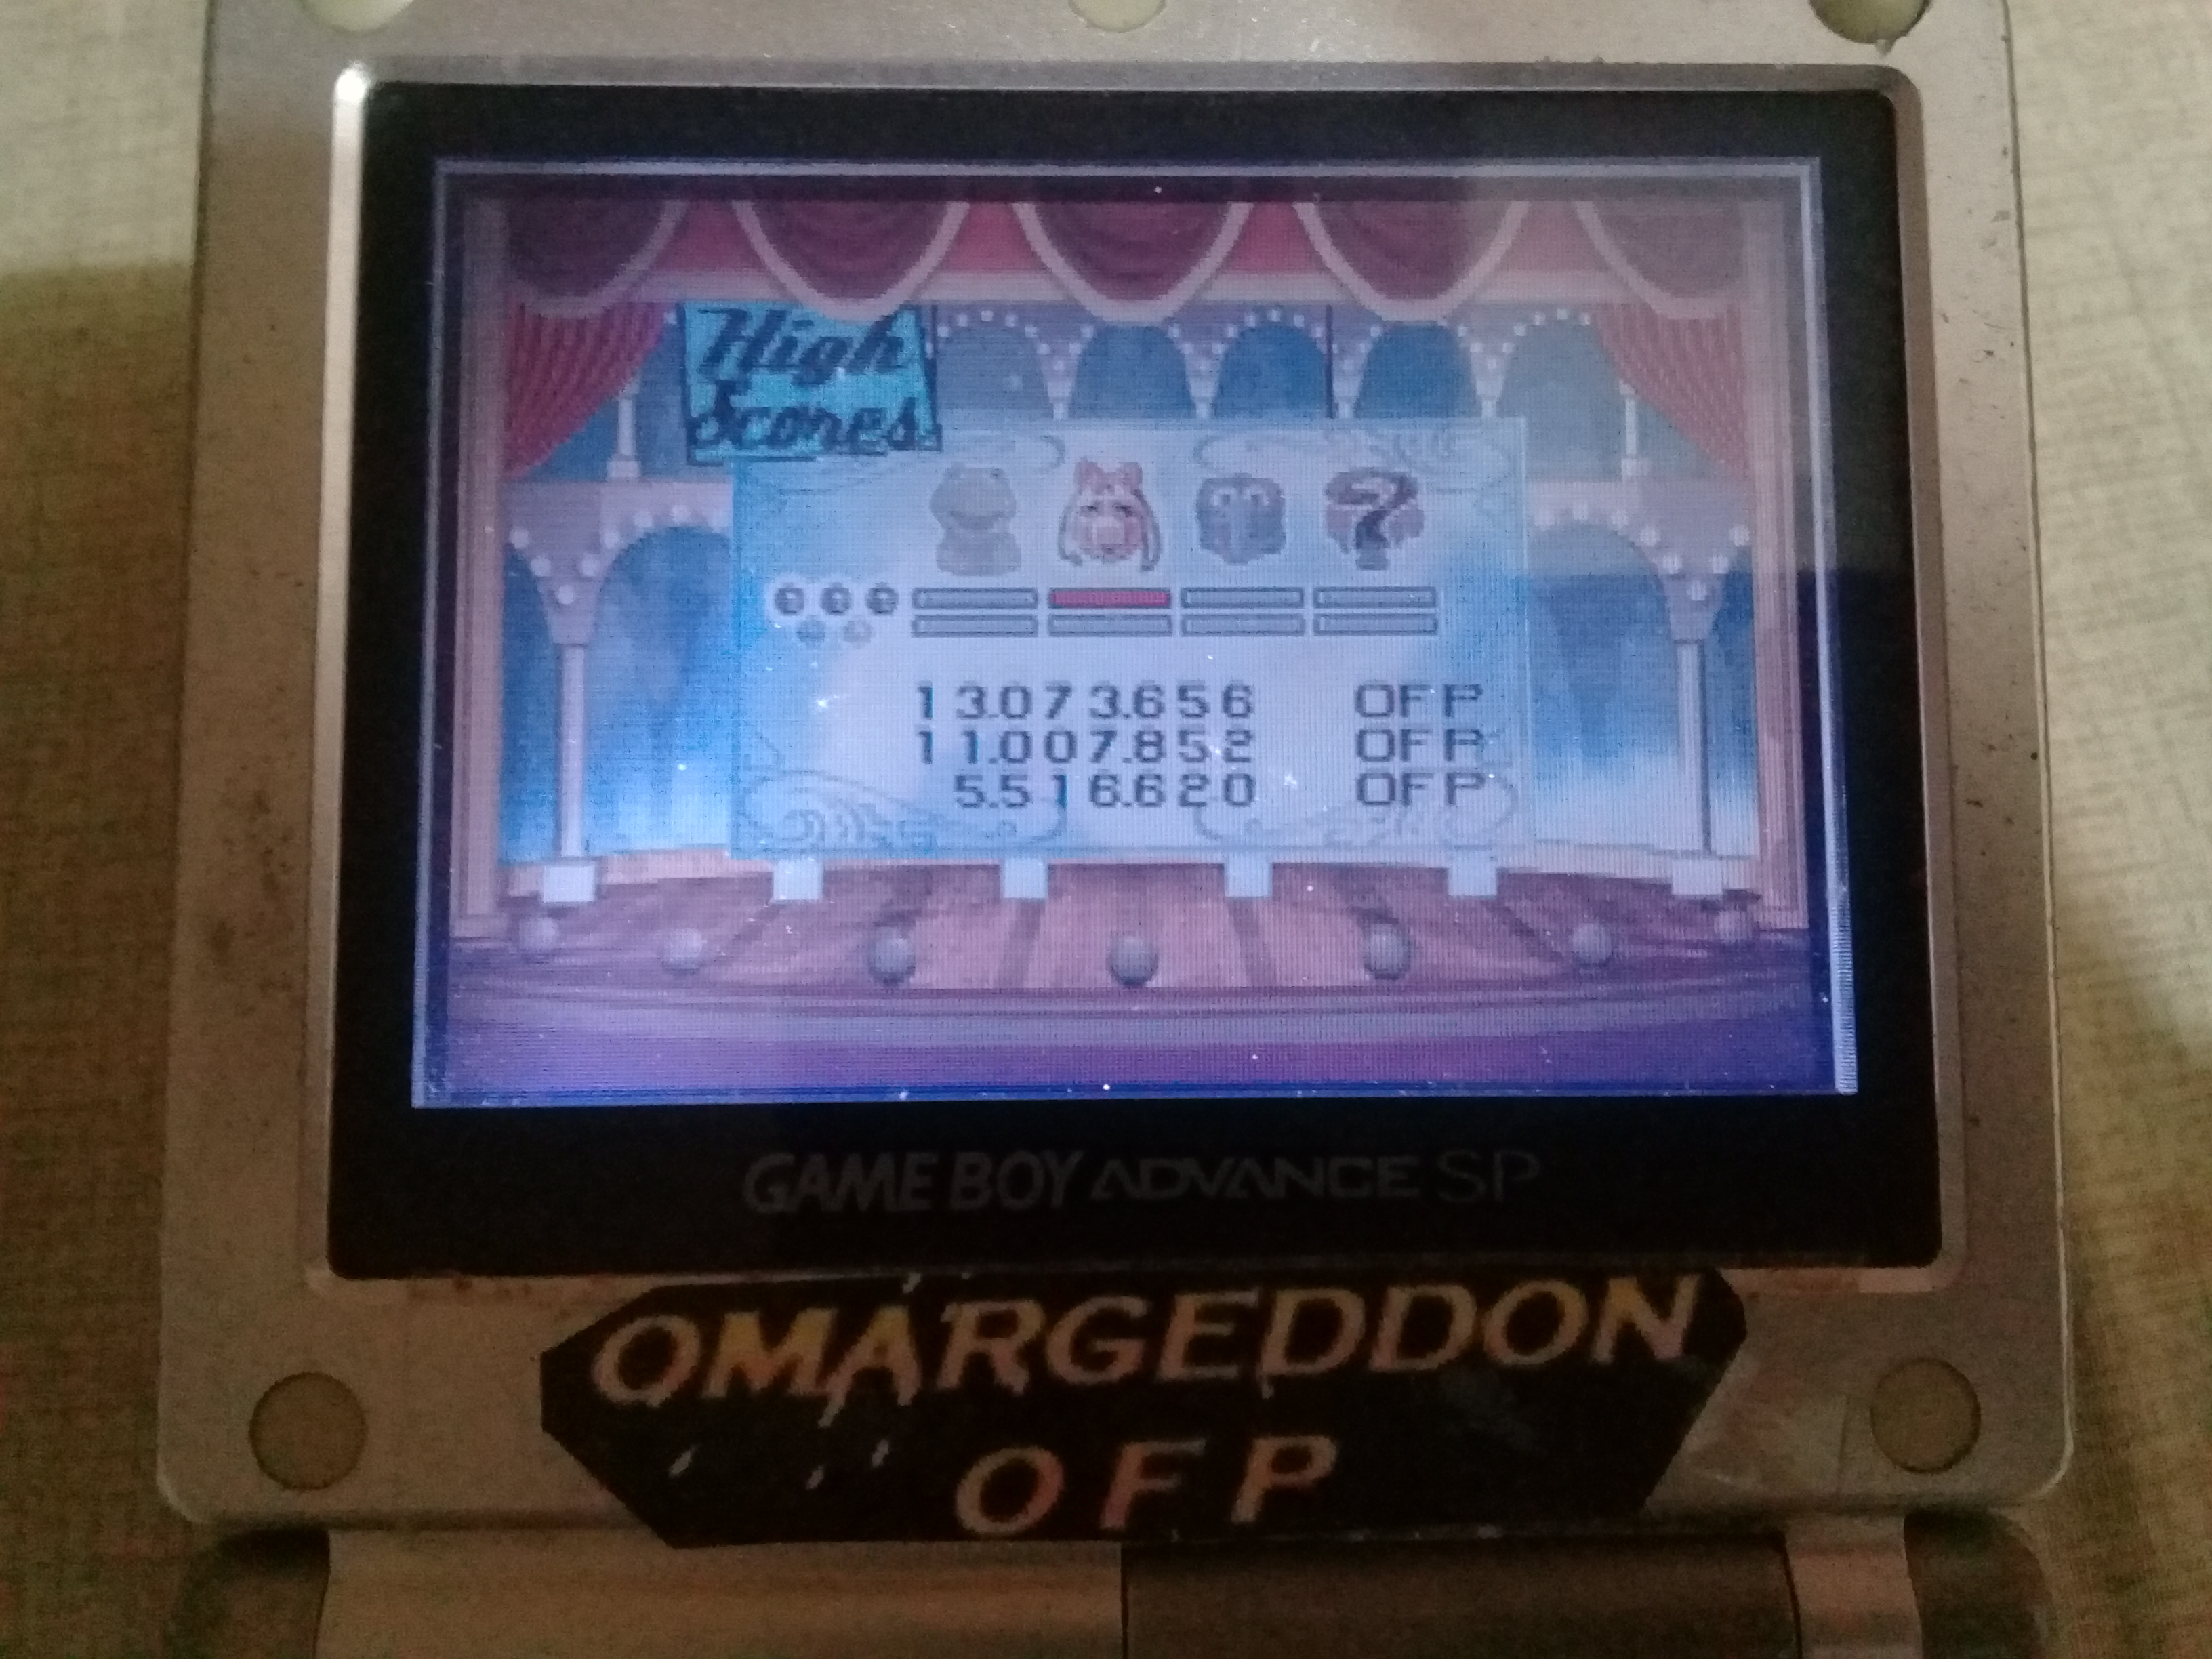 High
Scores
?
13.073.656 OFP
11.007.852 OFP
5.516.620 OFP
GAME BOY ADVANCE SP
OMARGEDDON
OFP